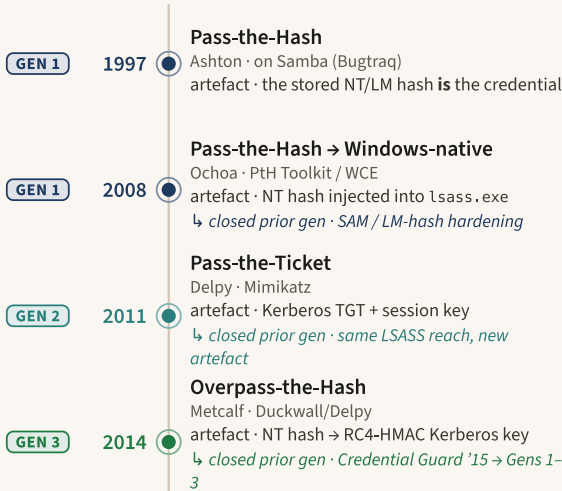 Pass-the-Hash
GEN 1 1997 Ashton · on Samba (Bugtraq)
artefact · the stored NT/LM hash is the credential
Pass-the-Hash → Windows-native
Ochoa · PtH Toolkit / WCE
GEN 1 2008 artefact · NT hash injected into lsass.exe
↳ closed prior gen · SAM / LM-hash hardening
Pass-the-Ticket
Delpy · Mimikatz
GEN 2 2011 artefact · Kerberos TGT + session key
↳ closed prior gen · same LSASS reach, new
artefact
Overpass-the-Hash
Metcalf · Duckwall/Delpy
GEN 3 2014 artefact · NT hash → RC4-HMAC Kerberos key
↳ closed prior gen · Credential Guard ’15 → Gens 1–
3